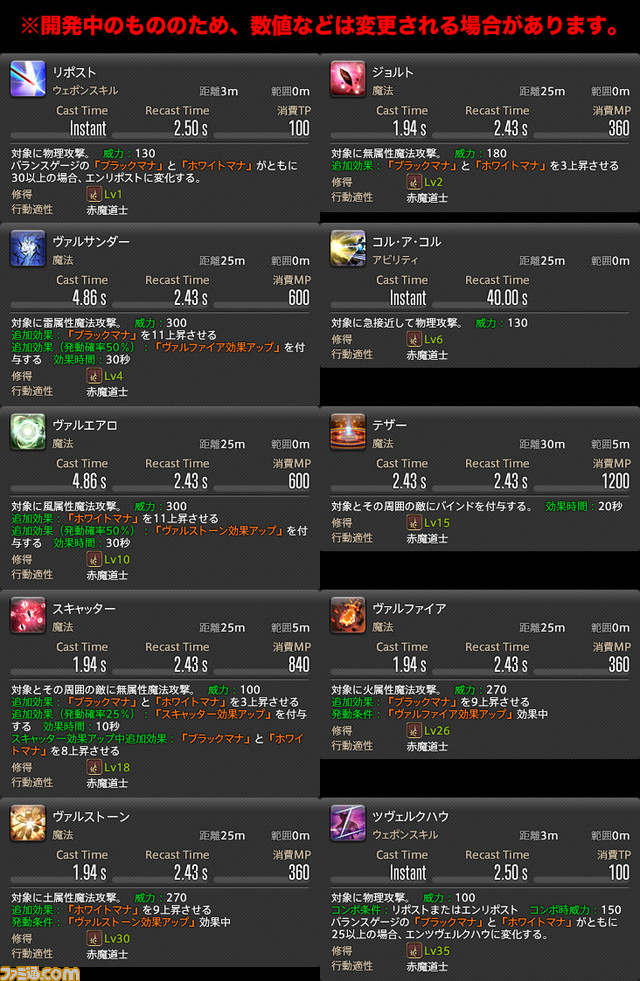 ※開発中のもののため、数値などは変更される場合があります。
リポスト
ウェポンスキル 距離3m 範囲0m
Cast Time Recast Time 消費TP
Instant 2.50 s 100
対象に物理攻撃。 威力：130
バランスゲージの「ブラックマナ」と「ホワイトマナ」がともに
30以上の場合、エンリポストに変化する。
修得 Lv1
行動適性 赤魔道士
ジョルト
魔法 距離25m 範囲0m
Cast Time Recast Time 消費MP
1.94 s 2.43 s 360
対象に無属性魔法攻撃。 威力：180
追加効果：「ブラックマナ」と「ホワイトマナ」を3上昇させる
修得 Lv2
行動適性 赤魔道士
ヴァルサンダー
魔法 距離25m 範囲0m
Cast Time Recast Time 消費MP
4.86 s 2.43 s 600
対象に雷属性魔法攻撃。 威力：300
追加効果：「ブラックマナ」を11上昇させる
追加効果（発動確率50%）：「ヴァルファイア効果アップ」を付
与する 効果時間：30秒
修得 Lv4
行動適性 赤魔道士
コル・ア・コル
アビリティ 距離25m 範囲0m
Cast Time Recast Time
Instant 40.00 s
対象に急接近して物理攻撃。 威力：130
修得 Lv6
行動適性 赤魔道士
ヴァルエアロ
魔法 距離25m 範囲0m
Cast Time Recast Time 消費MP
4.86 s 2.43 s 600
対象に風属性魔法攻撃。 威力：300
追加効果：「ホワイトマナ」を11上昇させる
追加効果（発動確率50%）：「ヴァルストーン効果アップ」を付
与する 効果時間：30秒
修得 Lv10
行動適性 赤魔道士
テザー
魔法 距離30m 範囲5m
Cast Time Recast Time 消費MP
2.43 s 2.43 s 1200
対象とその周囲の敵にバインドを付与する。 効果時間：20秒
修得 Lv15
行動適性 赤魔道士
スキャッター
魔法 距離25m 範囲5m
Cast Time Recast Time 消費MP
1.94 s 2.43 s 840
対象とその周囲の敵に無属性魔法攻撃。 威力：100
追加効果：「ブラックマナ」と「ホワイトマナ」を3上昇させる
追加効果（発動確率25%）：「スキャッター効果アップ」を付与す
る 効果時間：10秒
スキャッター効果アップ中追加効果：「ブラックマナ」と「ホワイ
トマナ」を8上昇させる
修得 Lv18
行動適性 赤魔道士
ヴァルファイア
魔法 距離25m 範囲0m
Cast Time Recast Time 消費MP
1.94 s 2.43 s 360
対象に火属性魔法攻撃。 威力：270
追加効果：「ブラックマナ」を9上昇させる
発動条件：「ヴァルファイア効果アップ」効果中
修得 Lv26
行動適性 赤魔道士
ヴァルストーン
魔法 距離25m 範囲0m
Cast Time Recast Time 消費MP
1.94 s 2.43 s 360
対象に土属性魔法攻撃。 威力：270
追加効果：「ホワイトマナ」を9上昇させる
発動条件：「ヴァルストーン効果アップ」効果中
修得 Lv30
行動適性 赤魔道士
ツヴェルクハウ
ウェポンスキル 距離3m 範囲0m
Cast Time Recast Time 消費TP
Instant 2.50 s 100
対象に物理攻撃。 威力：100
コンボ条件：リポストまたはエンリポスト コンボ時威力：150
バランスゲージの「ブラックマナ」と「ホワイトマナ」がともに
25以上の場合、エンツヴェルクハウに変化する。
修得 Lv35
行動適性 赤魔道士
ファミ通.com